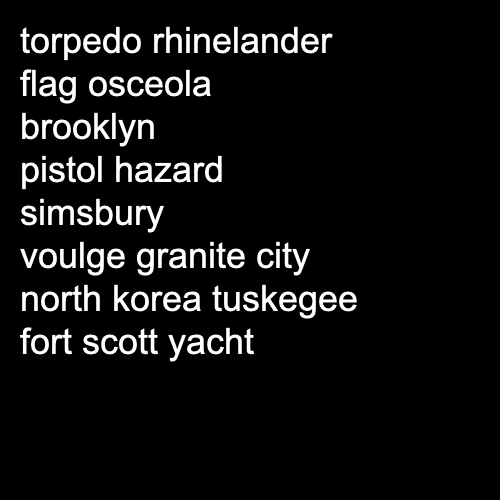 torpedo rhinelander
flag osceola
brooklyn
pistol hazard
simsbury
voulge granite city
north korea tuskegee
fort scott yacht